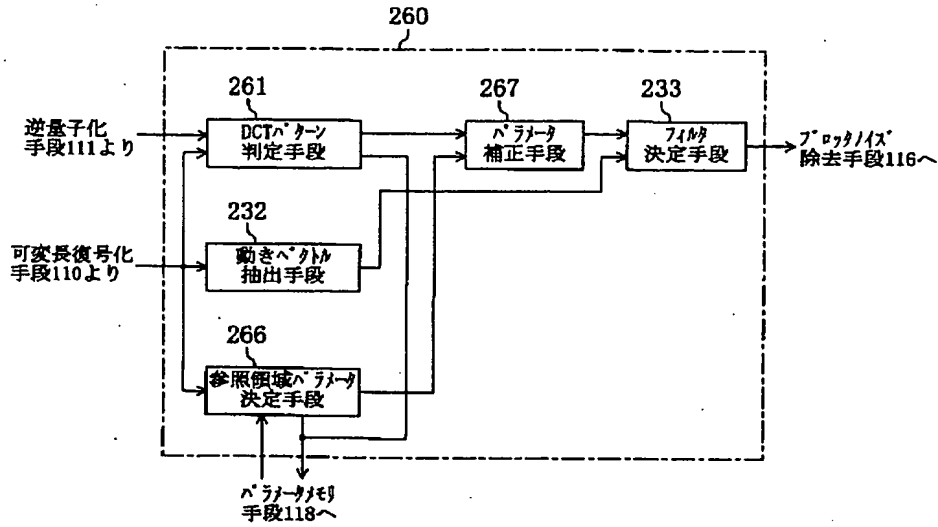 260
261
267
233
逆量子化
手段111より
DCTパターン
判定手段
パラメータ
補正手段
フィルタ
決定手段
ブロックノイズ
除去手段116へ
232
可変長復号化
手段110より
動きベクトル
抽出手段
266
参照領域パラメータ
決定手段
パラメータメモリ
手段118へ